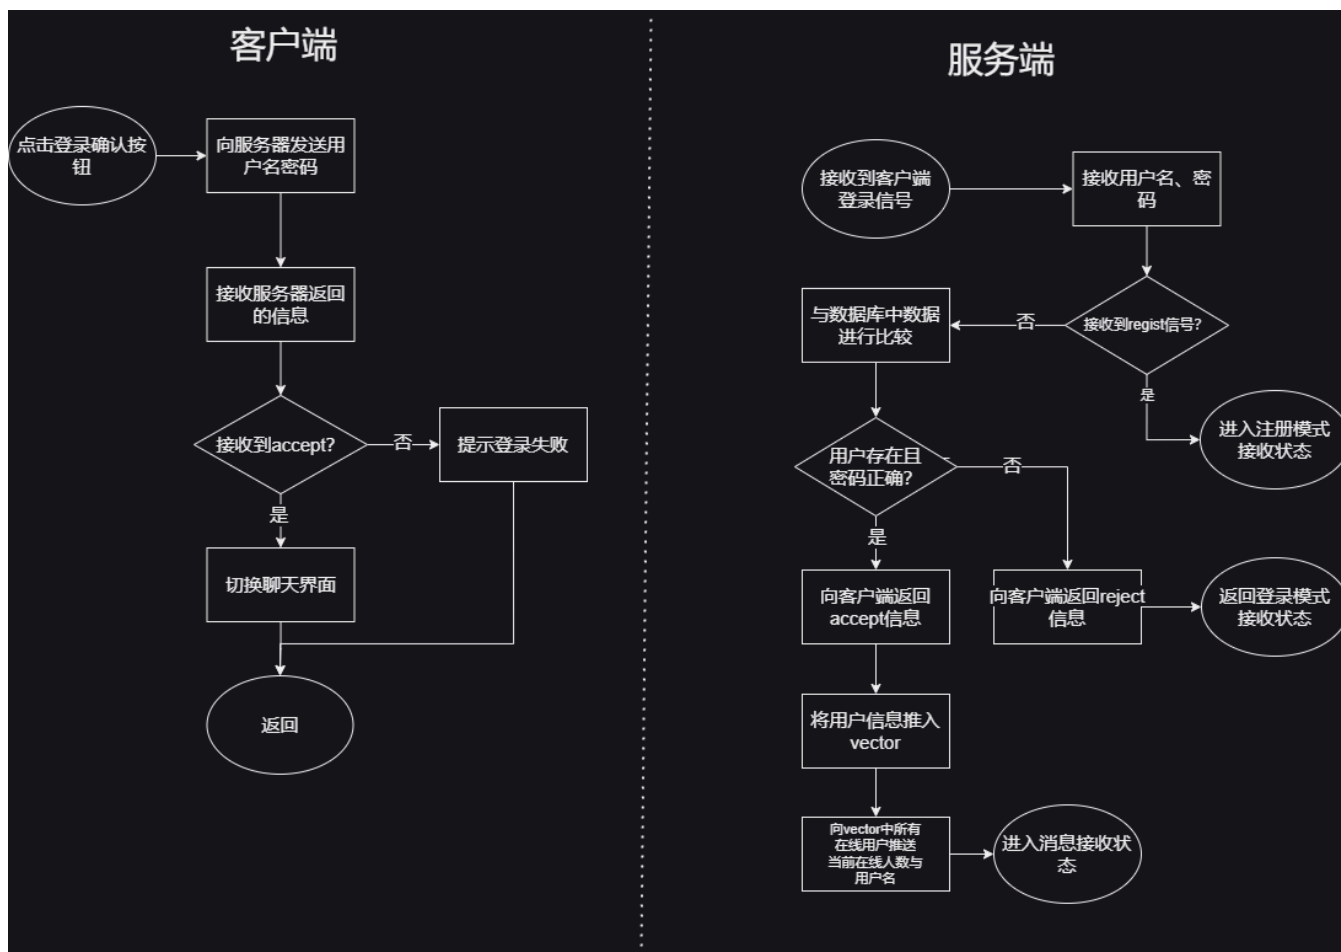 客户端
点击登录确认按
钮
向服务器发送用
户名密码
接收服务器返回
的信息
接收到accept？
否
提示登录失败
是
切换聊天界面
返回
服务端
接收到客户端
登录信号
接收用户名、密
码
接收到regist信号？
否
与数据库中数据
进行比较
是
进入注册模式
接收状态
用户存在且
密码正确？
否
是
向客户端返回
accept信息
向客户端返回reject
信息
返回登录模式
接收状态
将用户信息推入
vector
向vector中所有
在线用户推送
当前在线人数与
用户名
进入消息接收状
态